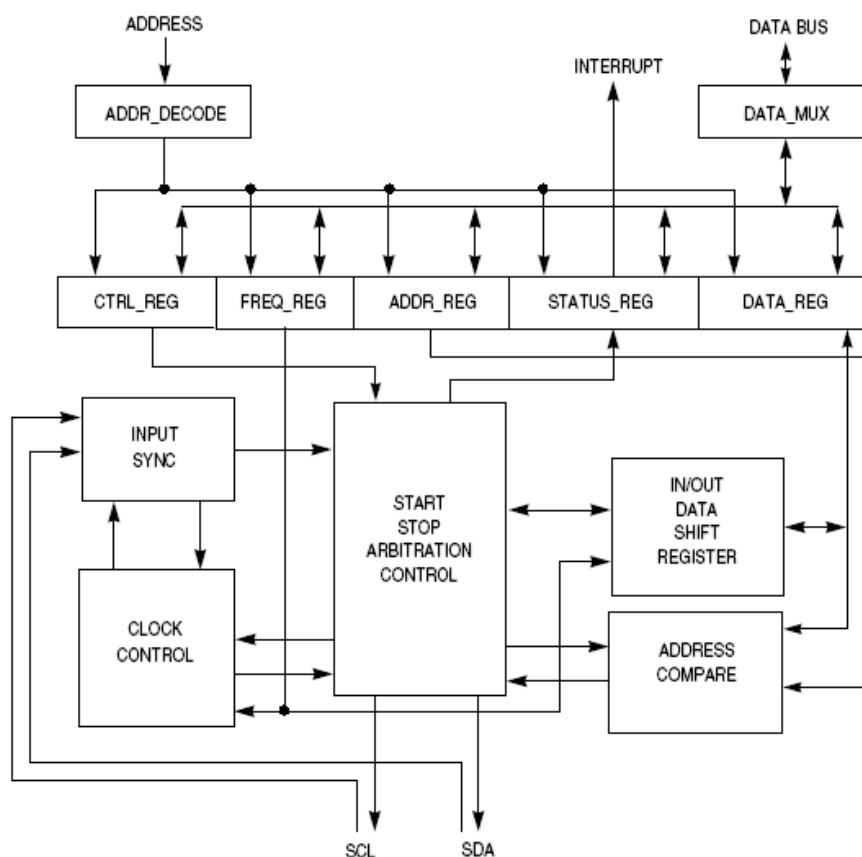 ADDRESS
DATA BUS
INTERRUPT
ADDR_DECODE
DATA_MUX
CTRL_REG
FREQ_REG
ADDR_REG
STATUS_REG
DATA_REG
INPUT
SYNC
START
STOP
ARBITRATION
CONTROL
IN/OUT
DATA
SHIFT
REGISTER
CLOCK
CONTROL
ADDRESS
COMPARE
SCL
SDA